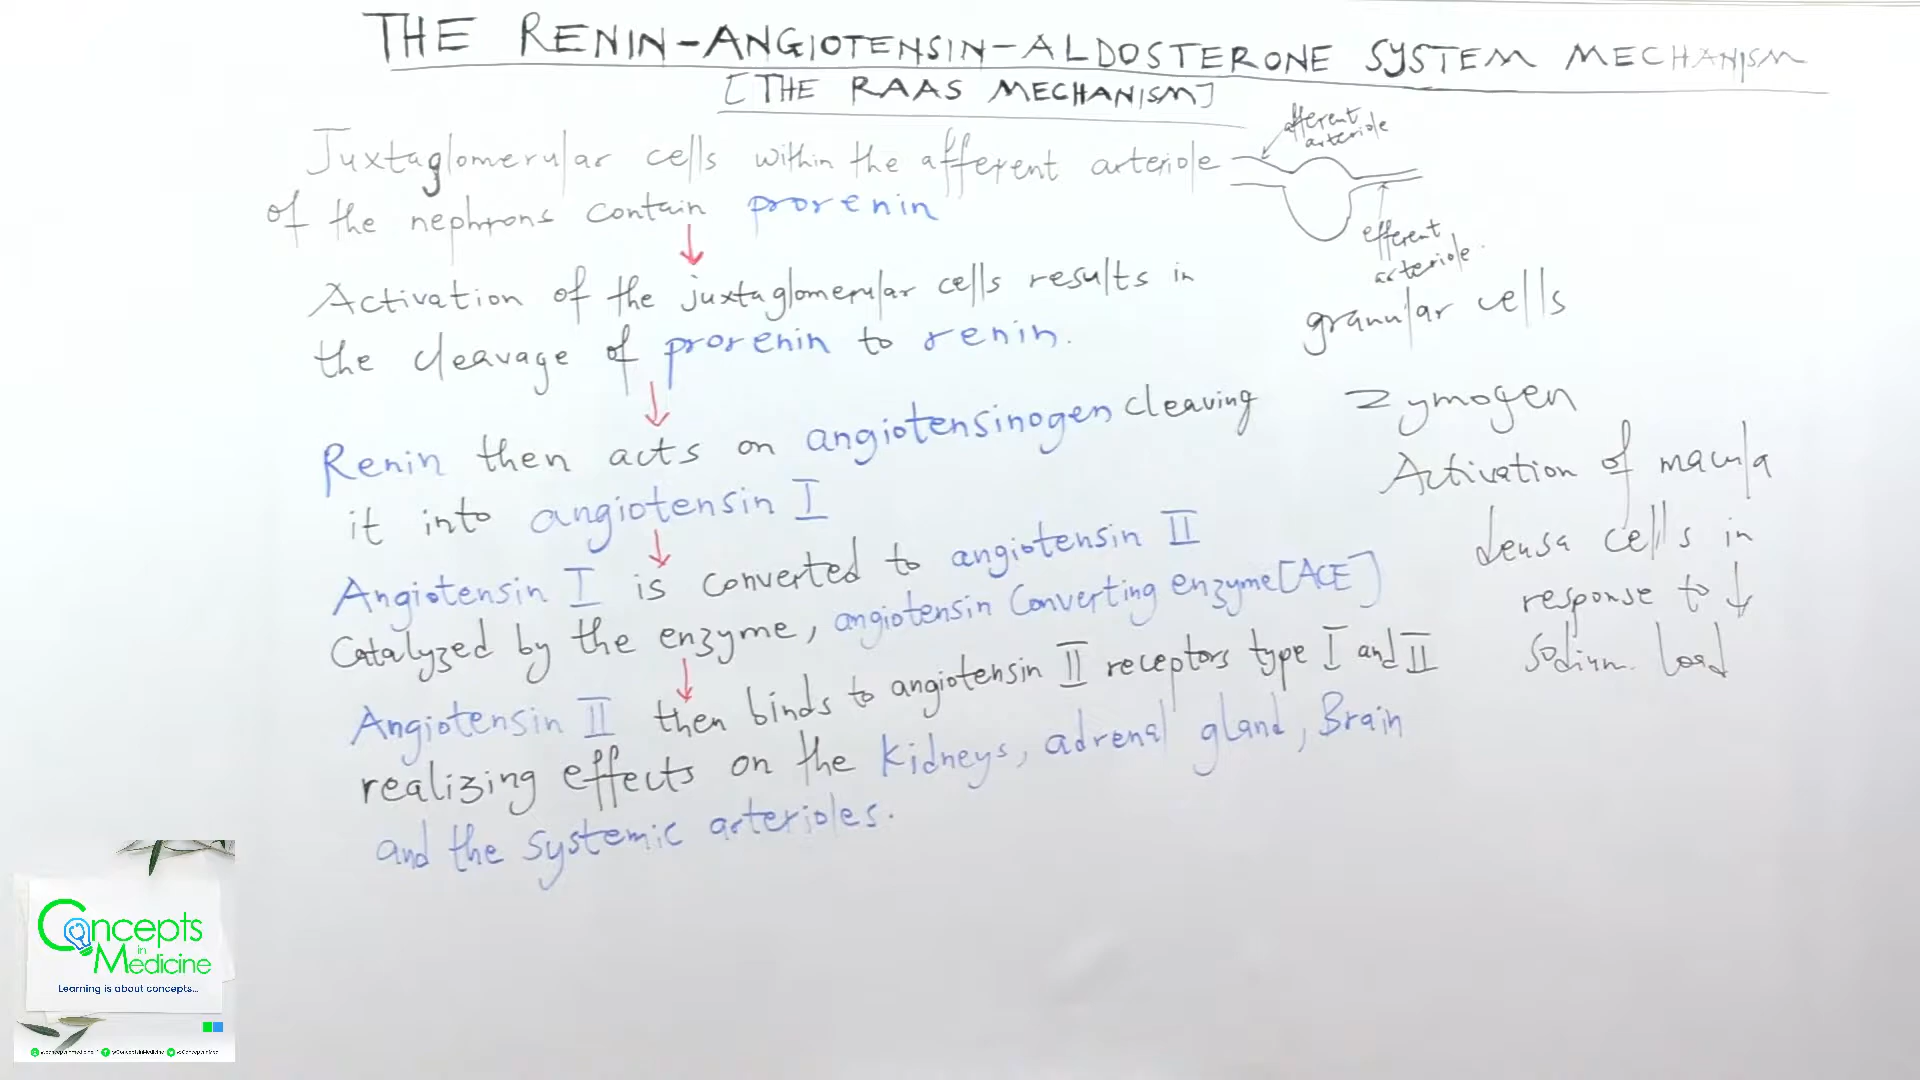 THE RENIN-ANGIOTENSIN-ALDOSTERONE SYSTEM MECHANISM
[THE RAAS MECHANISM]
Juxtaglomerular cells within the afferent arteriole
of the nephrons contain prorenin
Activation of the juxtaglomerular cells results in
the cleavage of prorenin to renin.
Renin then acts on angiotensinogen cleaving
it into angiotensin I
Angiotensin I is converted to angiotensin II
Catalyzed by the enzyme, angiotensin Converting enzyme[ACE]
Angiotensin II then binds to angiotensin II receptors type I and II
realizing effects on the kidneys, adrenal gland, Brain
and the systemic arterioles.
afferent
arteriole
efferent
arteriole.
granular cells
Zymogen
Activation of macula
densa cells in
response to ↓
sodium. load
Concepts
in
Medicine
Learning is about concepts...